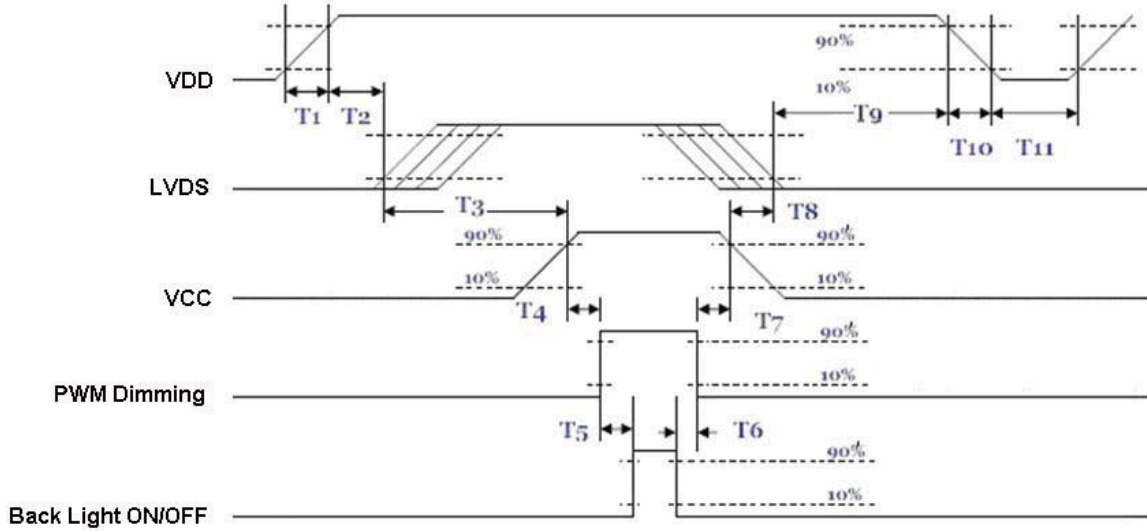 90%
VDD
10%
T1
T2
T9
T10
T11
LVDS
T3
T8
90%
90%
10%
10%
VCC
T4
T7
90%
PWM Dimming
10%
T5
T6
90%
10%
Back Light ON/OFF